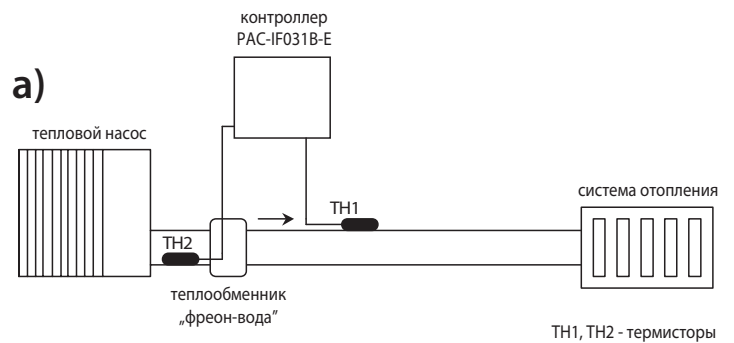 контроллер
PAC-IF031B-E
а)
тепловой насос
система отопления
TH1
TH2
теплообменник
„фреон-вода”
TH1, TH2 - термисторы